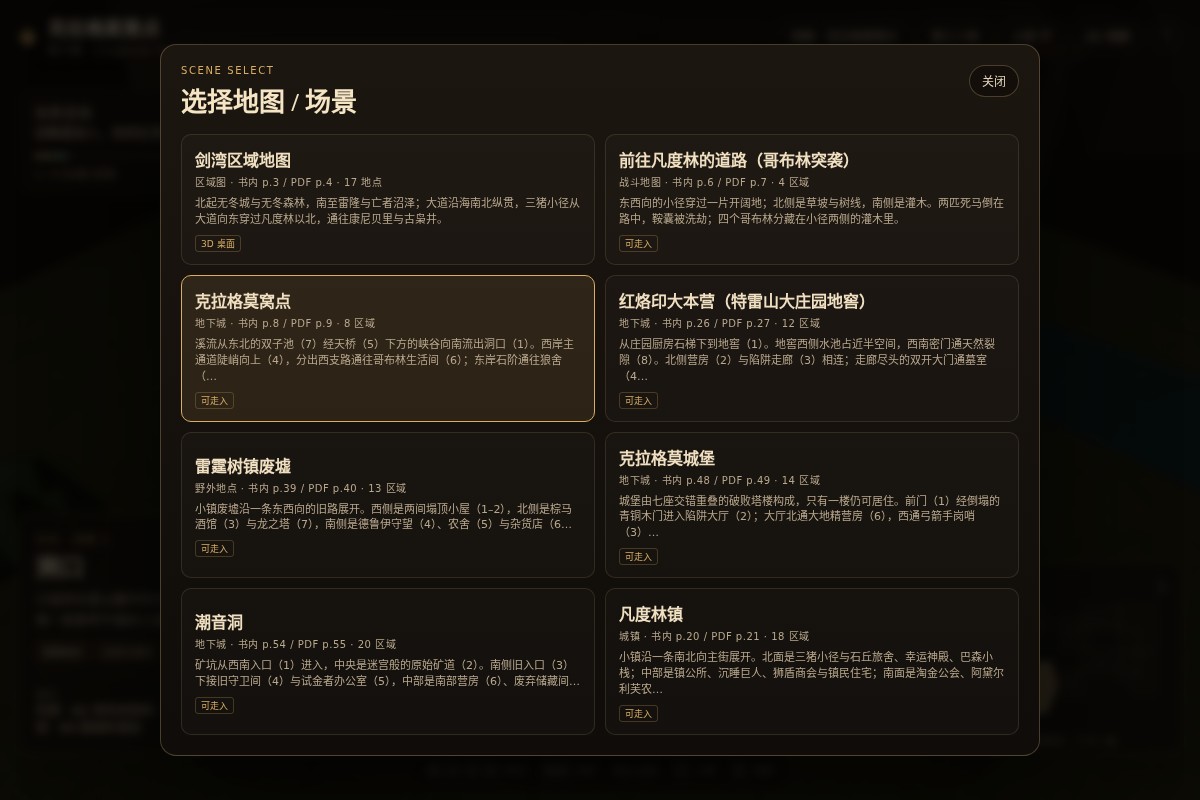 SCENE SELECT
选择地图 / 场景
关闭
剑湾区域地图
区域图 · 书内 p.3 / PDF p.4 · 17 地点
北起无冬城与无冬森林，南至雷隆与亡者沼泽；大道沿海南北纵贯，三猪小径从
大道向东穿过凡度林以北，通往康尼贝里与古枭井。
3D 桌面
前往凡度林的道路（哥布林突袭）
战斗地图 · 书内 p.6 / PDF p.7 · 4 区域
东西向的小径穿过一片开阔地；北侧是草坡与树线，南侧是灌木。两匹死马倒在
路中，鞍囊被洗劫；四个哥布林分藏在小径两侧的灌木里。
可走入
克拉格莫窝点
地下城 · 书内 p.8 / PDF p.9 · 8 区域
溪流从东北的双子池（7）经天桥（5）下方的峡谷向南流出洞口（1）。西岸主
通道陡峭向上（4），分出西支路通往哥布林生活间（6）；东岸石阶通往狼舍
（…
可走入
红烙印大本营（特雷山大庄园地窖）
地下城 · 书内 p.26 / PDF p.27 · 12 区域
从庄园厨房石梯下到地窖（1）。地窖西侧水池占近半空间，西南密门通天然裂
隙（8）。北侧营房（2）与陷阱走廊（3）相连；走廊尽头的双开大门通墓室
（4…
可走入
雷霆树镇废墟
野外地点 · 书内 p.39 / PDF p.40 · 13 区域
小镇废墟沿一条东西向的旧路展开。西侧是两间塌顶小屋（1–2），北侧是棕马
酒馆（3）与龙之塔（7），南侧是德鲁伊守望（4）、农舍（5）与杂货店（6…
可走入
克拉格莫城堡
地下城 · 书内 p.48 / PDF p.49 · 14 区域
城堡由七座交错重叠的破败塔楼构成，只有一楼仍可居住。前门（1）经倒塌的
青铜木门进入陷阱大厅（2）；大厅北通大地精营房（6），西通弓箭手岗哨
（3）…
可走入
潮音洞
地下城 · 书内 p.54 / PDF p.55 · 20 区域
矿坑从西南入口（1）进入，中央是迷宫般的原始矿道（2）。南侧旧入口（3）
下接旧守卫间（4）与试金者办公室（5），中部是南部营房（6）、废弃储藏间…
可走入
凡度林镇
城镇 · 书内 p.20 / PDF p.21 · 18 区域
小镇沿一条南北向主街展开。北面是三猪小径与石丘旅舍、幸运神殿、巴森小
栈；中部是镇公所、沉睡巨人、狮盾商会与镇民住宅；南面是淘金公会、阿黛尔
利芙农…
可走入